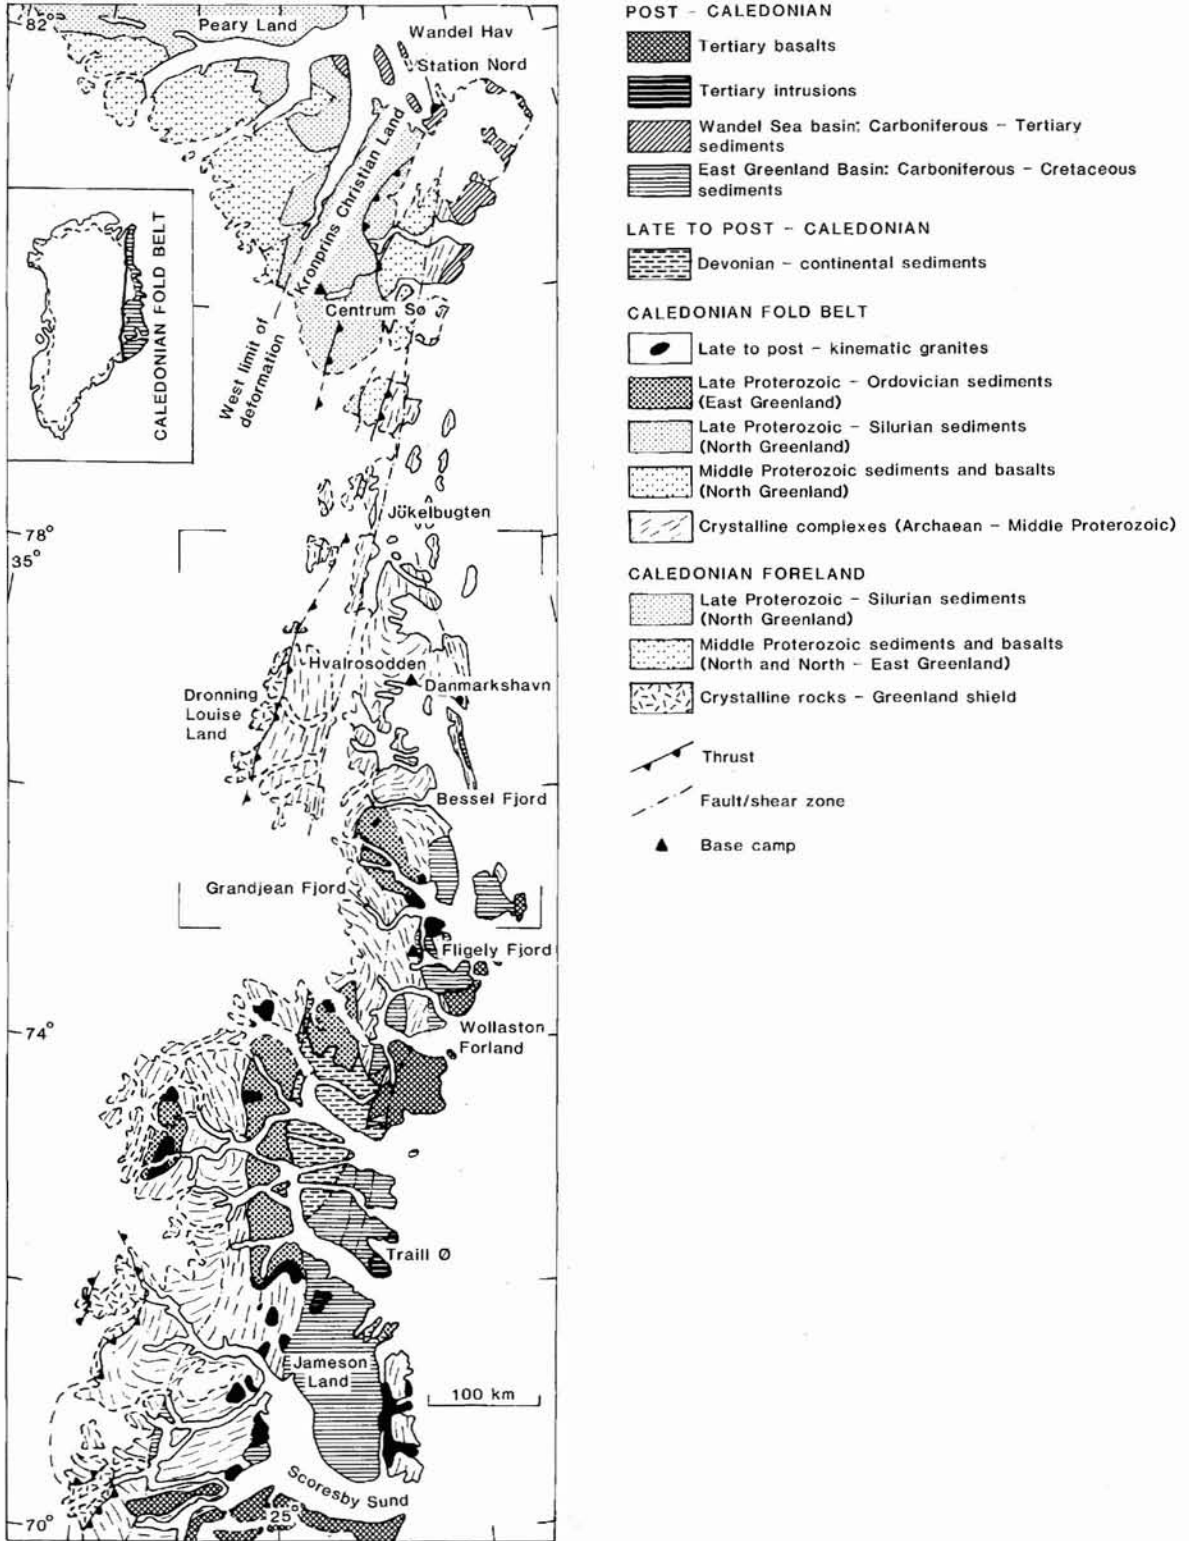 82°
Peary Land
Wandel Hav
Station Nord
Kronprins Christian Land
CALEDONIAN FOLD BELT
Centrum Sø
West limit of
deformation
Jökelbugten
78°
35°
Hvalrosodden
Danmarkshavn
Dronning
Louise
Land
Bessel Fjord
Grandjean Fjord
Fligely Fjord
74°
Wollaston
Forland
Traill Ø
Jameson
Land
100 km
Scoresby Sund
25°
70°
POST - CALEDONIAN
Tertiary basalts
Tertiary intrusions
Wandel Sea basin: Carboniferous - Tertiary
sediments
East Greenland Basin: Carboniferous - Cretaceous
sediments
LATE TO POST - CALEDONIAN
Devonian - continental sediments
CALEDONIAN FOLD BELT
Late to post - kinematic granites
Late Proterozoic - Ordovician sediments
(East Greenland)
Late Proterozoic - Silurian sediments
(North Greenland)
Middle Proterozoic sediments and basalts
(North Greenland)
Crystalline complexes (Archaean - Middle Proterozoic)
CALEDONIAN FORELAND
Late Proterozoic - Silurian sediments
(North Greenland)
Middle Proterozoic sediments and basalts
(North and North - East Greenland)
Crystalline rocks - Greenland shield
Thrust
Fault/shear zone
Base camp